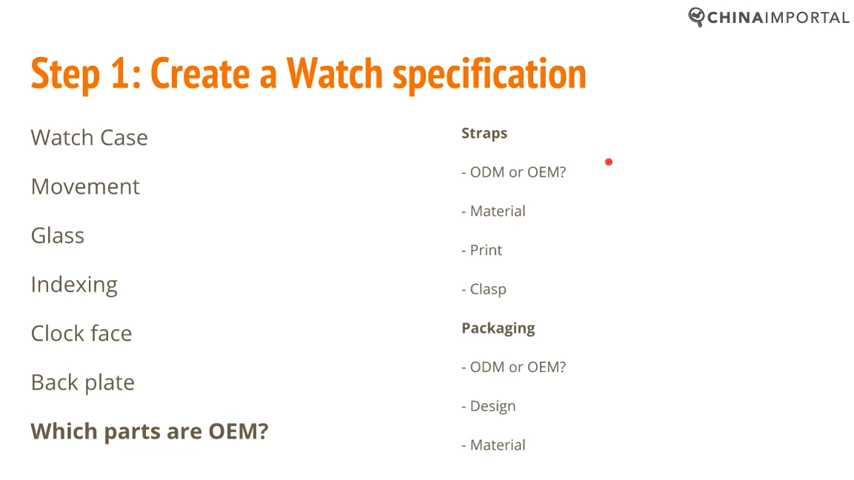 CHINAIMPORTAL
Step 1: Create a Watch specification
Watch Case
Movement
Glass
Indexing
Clock face
Back plate
Which parts are OEM?
Straps
- ODM or OEM?
- Material
- Print
- Clasp
Packaging
- ODM or OEM?
- Design
- Material